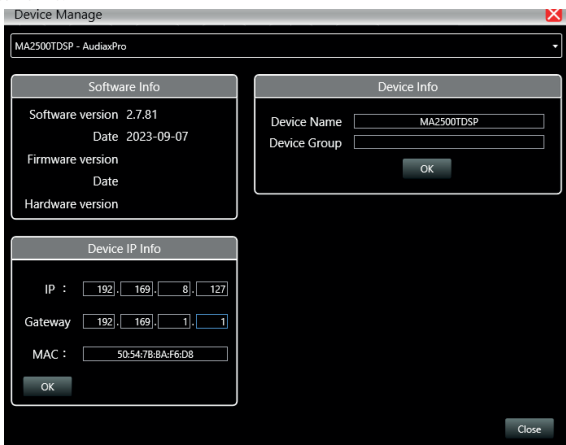 Device Manage
MA2500TDSP - AudiaxPro
Software Info
Software version 2.7.81
Date 2023-09-07
Firmware version
Date
Hardware version
Device Info
Device Name MA2500TDSP
Device Group
OK
Device IP Info
IP : 192. 169. 8. 127
Gateway 192. 169. 1. 1
MAC : 50:54:7B:BA:F6:D8
OK
Close